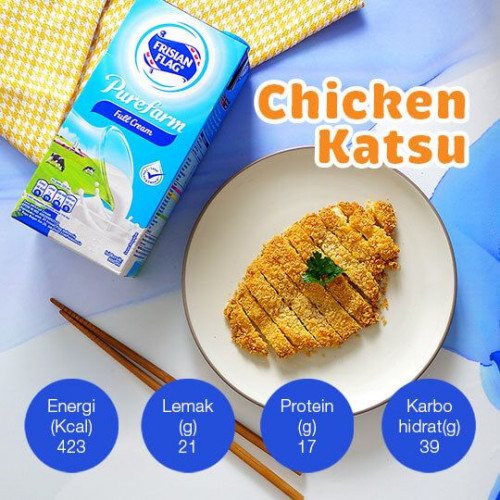 FRISIAN
FLAG
Purefarm
Full Cream
Chicken
Katsu
Energi
(Kcal)
423
Lemak
(g)
21
Protein
(g)
17
Karbo
hidrat(g)
39